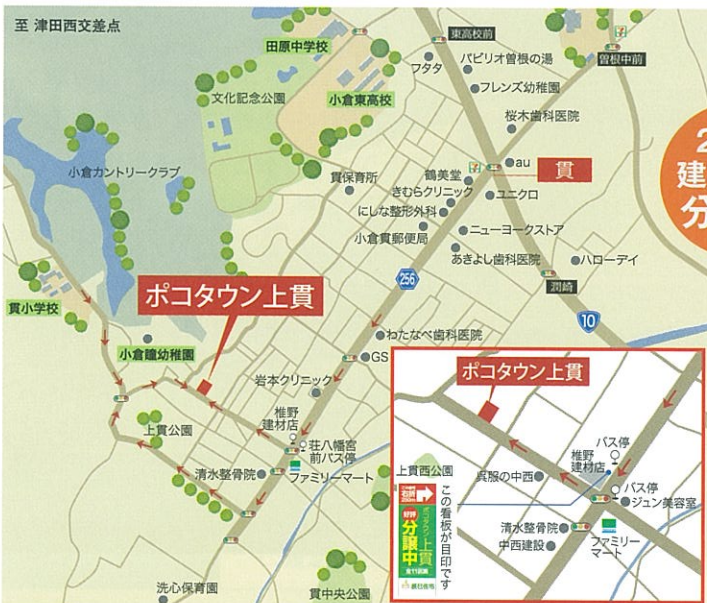 至 津田西交差点
田原中学校
文化記念公園
小倉東高校
東高校前
フタタ
パピリオ曽根の湯
フレンズ幼稚園
曽根中前
桜木歯科医院
小倉カントリークラブ
貫保育所
鶴美堂
au
貫
きむらクリニック
ユニクロ
にしな整形外科
小倉貫郵便局
ニューヨークストア
あきよし歯科医院
ハローデイ
2
建
分
256
潤崎
10
貫小学校
ポコタウン上貫
小倉瞳幼稚園
わたなべ歯科医院
GS
岩本クリニック
上貫公園
椎野
建材店
荘八幡宮
前バス停
清水整骨院
ファミリーマート
洗心保育園
貫中央公園
ポコタウン上貫
上貫西公園
呉服の中西
椎野
建材店
バス停
バス停
ジュン美容室
清水整骨院
中西建設
ファミリー
マート
この看板が目印です
右折
ポコタウン上貫
好評
分譲中
全11区画